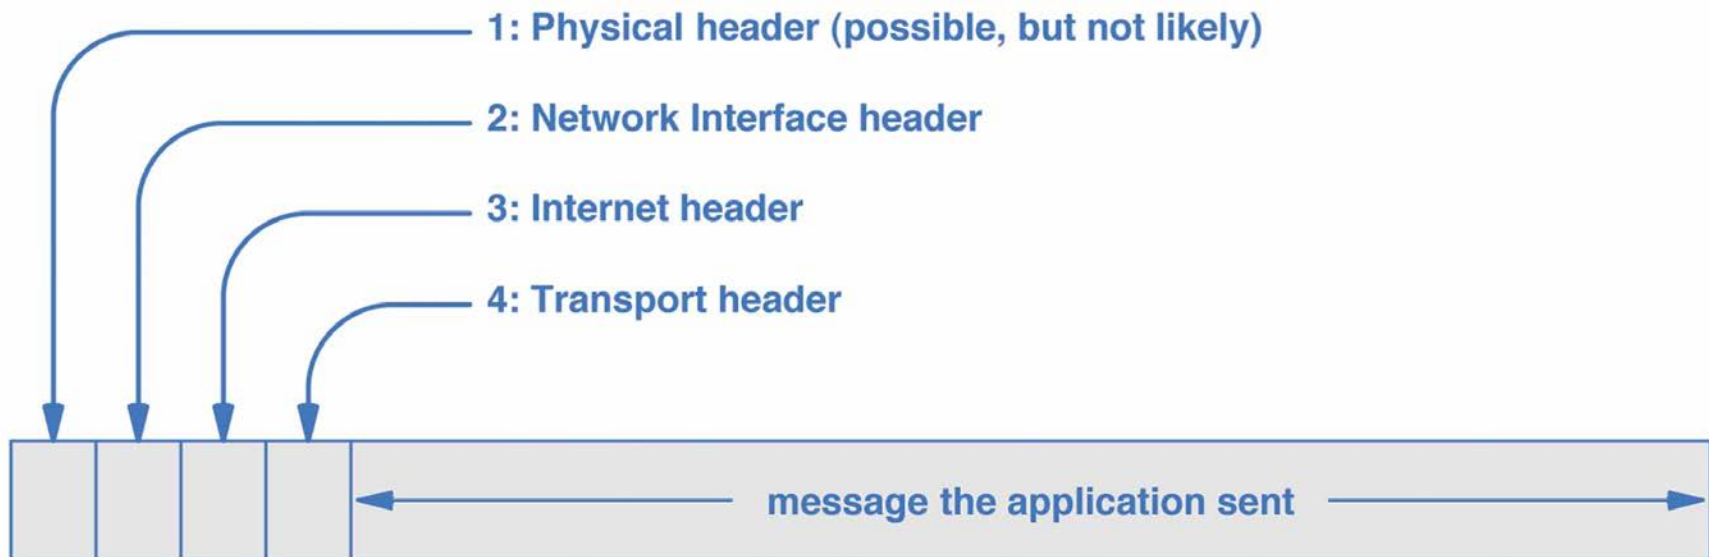 1: Physical header (possible, but not likely)
2: Network Interface header
3: Internet header
4: Transport header
message the application sent